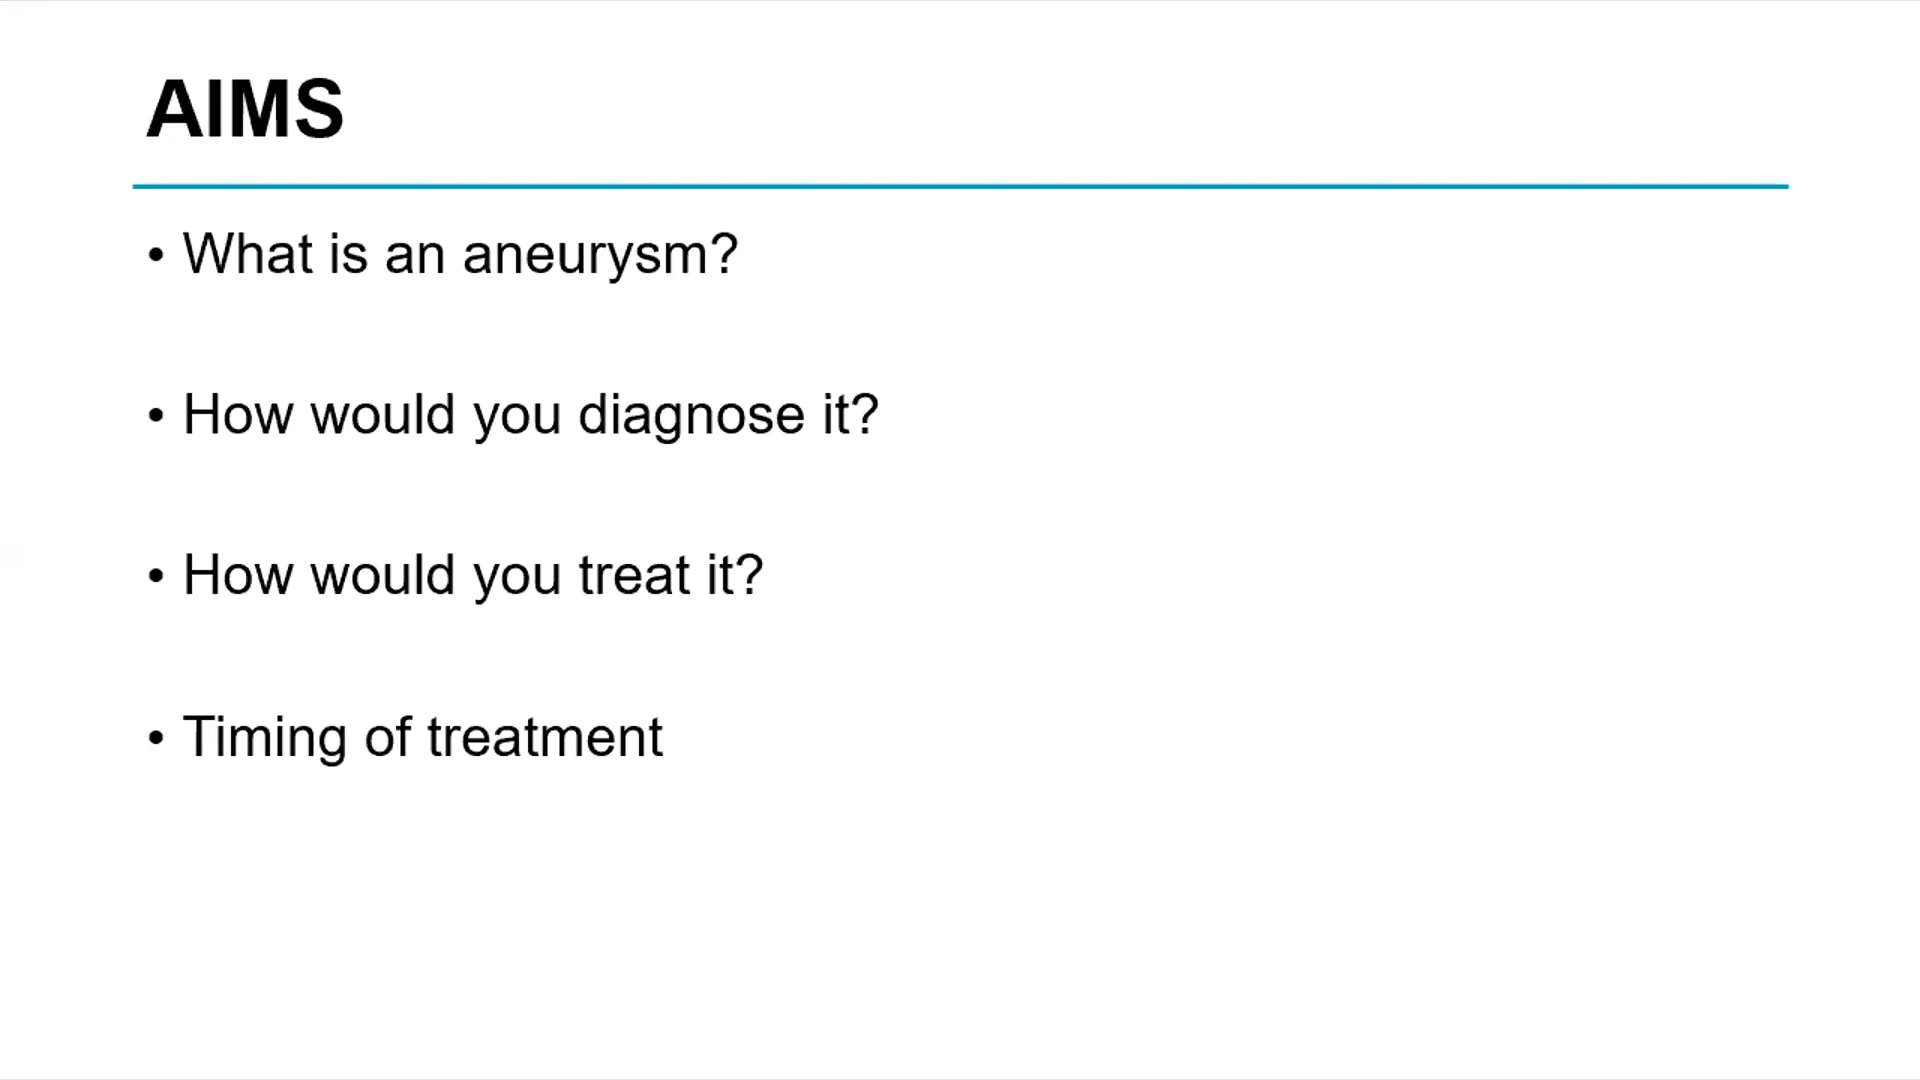 AIMS
• What is an aneurysm?
• How would you diagnose it?
• How would you treat it?
• Timing of treatment